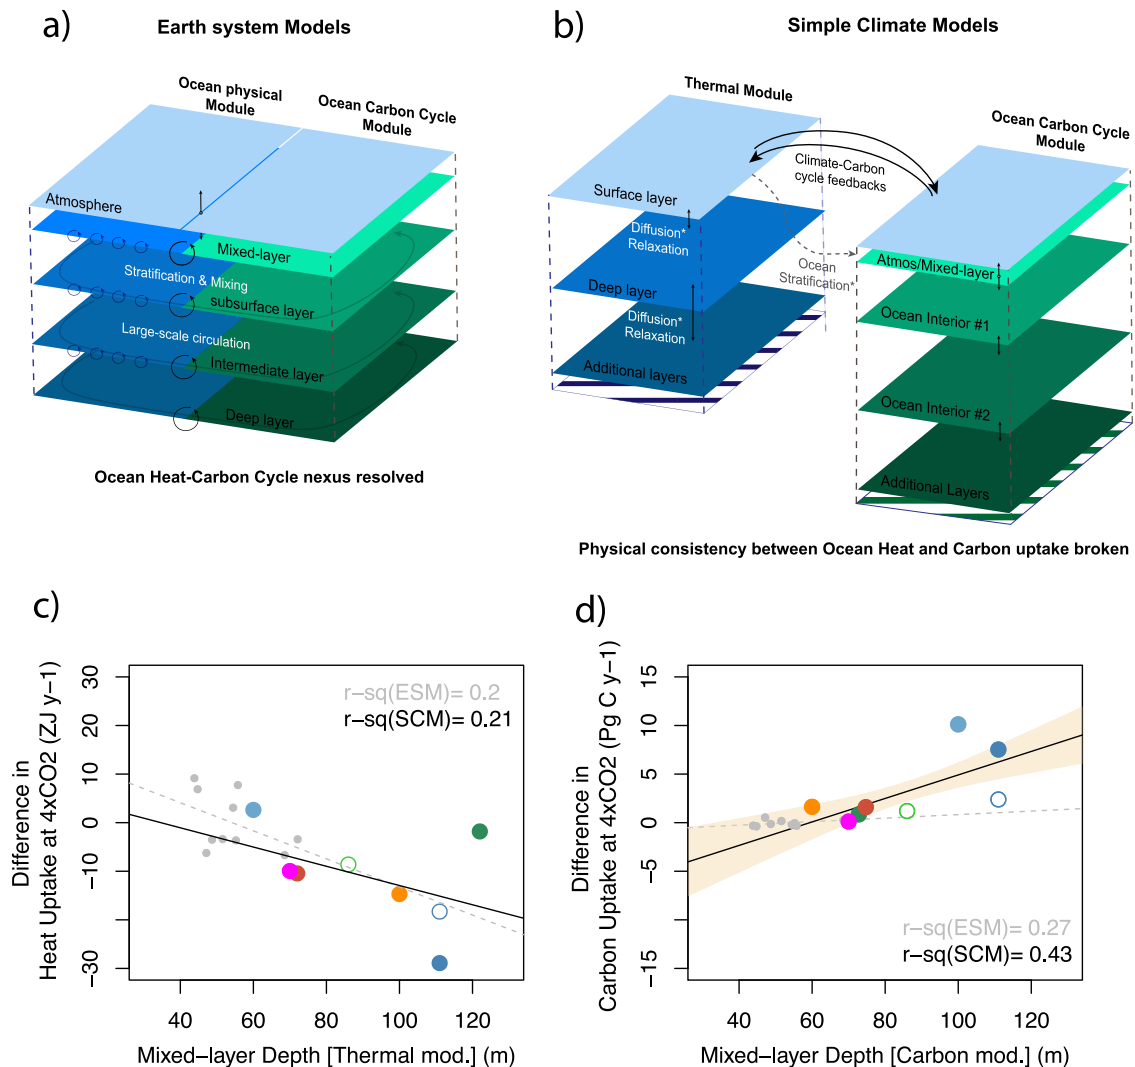 a)
Earth system Models
Ocean physical
Module
Ocean Carbon Cycle
Module
Atmosphere
Mixed-layer
Stratification & Mixing
subsurface layer
Large-scale circulation
Intermediate layer
Deep layer
Ocean Heat-Carbon Cycle nexus resolved
b)
Simple Climate Models
Thermal Module
Ocean Carbon Cycle
Module
Climate-Carbon
cycle feedbacks
Surface layer
Diffusion*
Relaxation
Ocean
Stratification*
Atmos/Mixed-layer
Deep layer
Ocean Interior #1
Diffusion*
Relaxation
Additional layers
Ocean Interior #2
Additional Layers
Physical consistency between Ocean Heat and Carbon uptake broken
c)
Difference in
Heat Uptake at 4xCO2 (ZJ y−1)
30
20
10
0
−10
−30
r−sq(ESM)= 0.2
r−sq(SCM)= 0.21
40 60 80 100 120
Mixed−layer Depth [Thermal mod.] (m)
d)
Difference in
Carbon Uptake at 4xCO2 (Pg C y−1)
15
10
5
0
−5
−15
r−sq(ESM)= 0.27
r−sq(SCM)= 0.43
40 60 80 100 120
Mixed−layer Depth [Carbon mod.] (m)